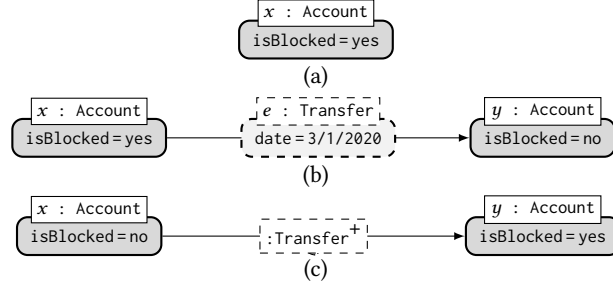 x : Account
isBlocked=yes
(a)
x : Account
e : Transfer
y : Account
isBlocked=yes
date=3/1/2020
isBlocked=no
(b)
x : Account
y : Account
isBlocked=no
:Transfer+
isBlocked=yes
(c)